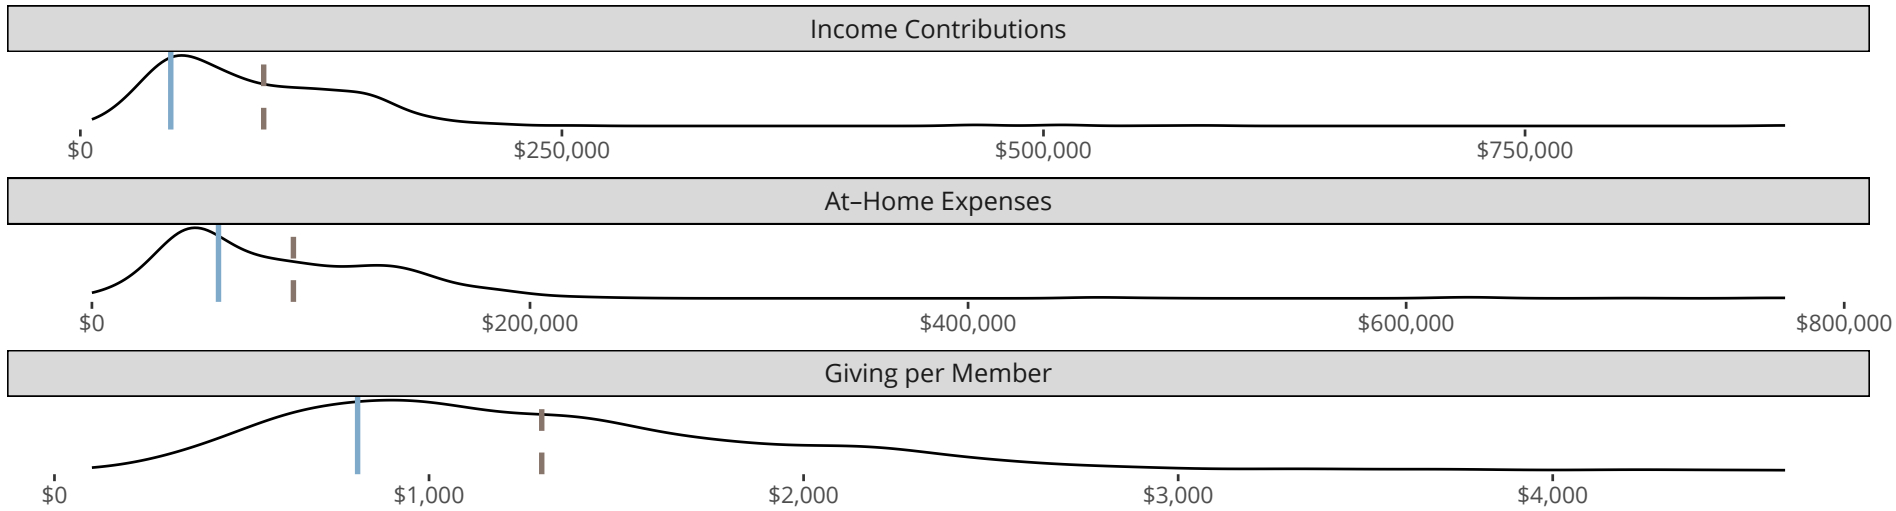 Income Contributions
$0 $250,000 $500,000 $750,000
At–Home Expenses
$0 $200,000 $400,000 $600,000 $800,000
Giving per Member
$0 $1,000 $2,000 $3,000 $4,000